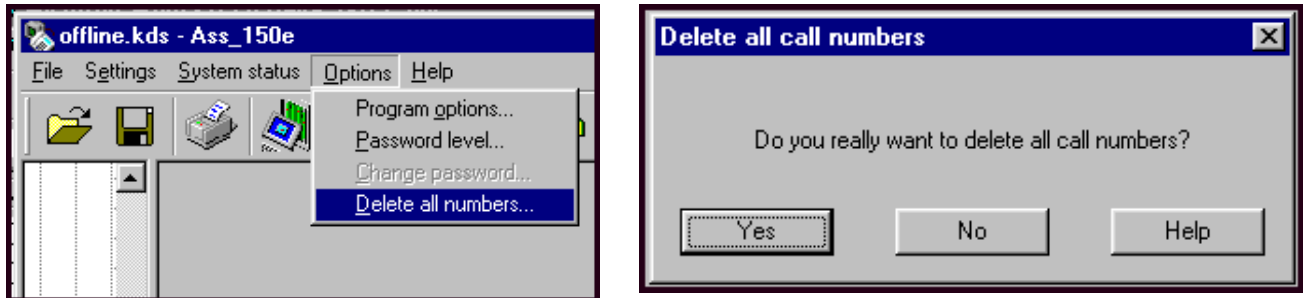 offline.kds - Ass_150e
File Settings System status Options Help
Program options...
Password level...
Change password...
Delete all numbers...
Delete all call numbers
Do you really want to delete all call numbers?
Yes No Help